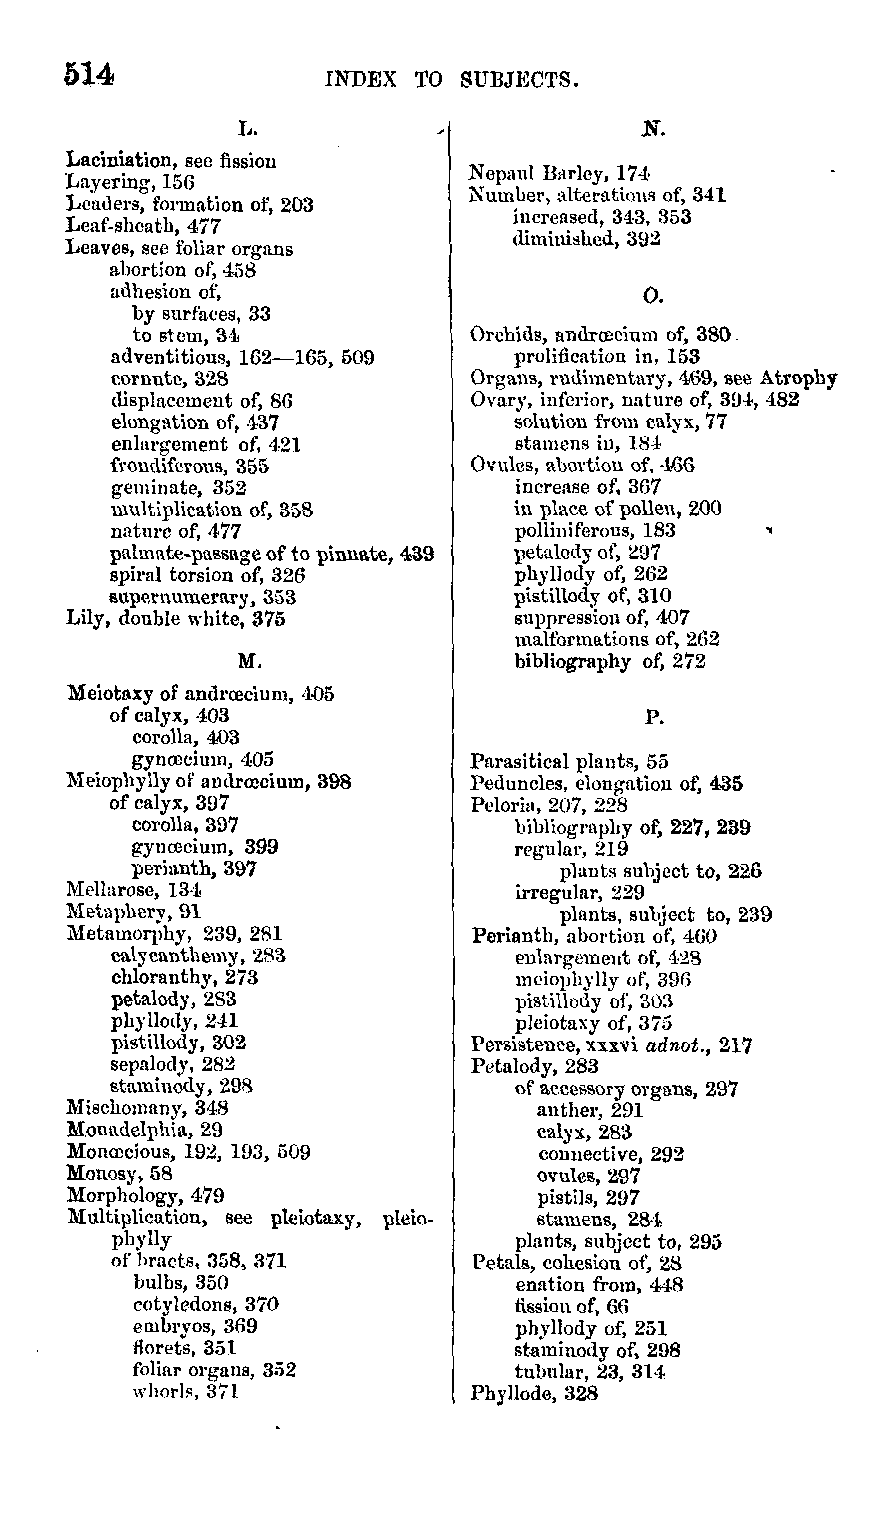 514
INDEX TO SUBJECTS.
L.
Laciniation, see fission
Layering, 156
Leaders, formation of, 203
Leaf-sheath, 477
Leaves, see foliar organs
abortion of, 458
adhesion of,
by surfaces, 33
to stem, 34
adventitious, 162—165, 509
cornute, 328
displacement of, 86
elongation of, 437
enlargement of, 421
frondiferous, 355
geminate, 352
multiplication of, 358
nature of, 477
palmate-passage of to pinnate, 439
spiral torsion of, 326
supernumerary, 353
Lily, double white, 375
M.
Meiotaxy of andrœcium, 405
of calyx, 403
corolla, 403
gynœcium, 405
Meiophylly of andrœcium, 398
of calyx, 397
corolla, 397
gynœcium, 399
perianth, 397
Mellarose, 134
Metaphery, 91
Metamorphy, 239, 281
calycanthemy, 283
chloranthy, 273
petalody, 283
phyllody, 241
pistillody, 302
sepalody, 282
staminody, 298
Mischomany, 348
Monadelphia, 29
Monœcious, 192, 193, 509
Monosy, 58
Morphology, 479
Multiplication, see pleiotaxy, pleio-
phylly
of bracts, 358, 371
bulbs, 350
cotyledons, 370
embryos, 369
florets, 351
foliar organs, 352
whorls, 371
N.
Nepaul Barley, 174
Number, alterations of, 341
increased, 343, 353
diminished, 392
O.
Orchids, andrœcium of, 380
prolification in, 153
Organs, rudimentary, 469, see Atrophy
Ovary, inferior, nature of, 394, 482
solution from calyx, 77
stamens in, 184
Ovules, abortion of, 466
increase of, 367
in place of pollen, 200
polliniferous, 183
petalody of, 297
phyllody of, 262
pistillody of, 310
suppression of, 407
malformations of, 262
bibliography of, 272
P.
Parasitical plants, 55
Peduncles, elongation of, 435
Peloria, 207, 228
bibliography of, 227, 239
regular, 219
plants subject to, 226
irregular, 229
plants, subject to, 239
Perianth, abortion of, 460
enlargement of, 428
meiophylly of, 396
pistillody of, 303
pleiotaxy of, 375
Persistence, xxxvi adnot., 217
Petalody, 283
of accessory organs, 297
anther, 291
calyx, 283
connective, 292
ovules, 297
pistils, 297
stamens, 284
plants, subject to, 295
Petals, cohesion of, 28
enation from, 448
fission of, 66
phyllody of, 251
staminody of, 298
tubular, 23, 314
Phyllode, 328